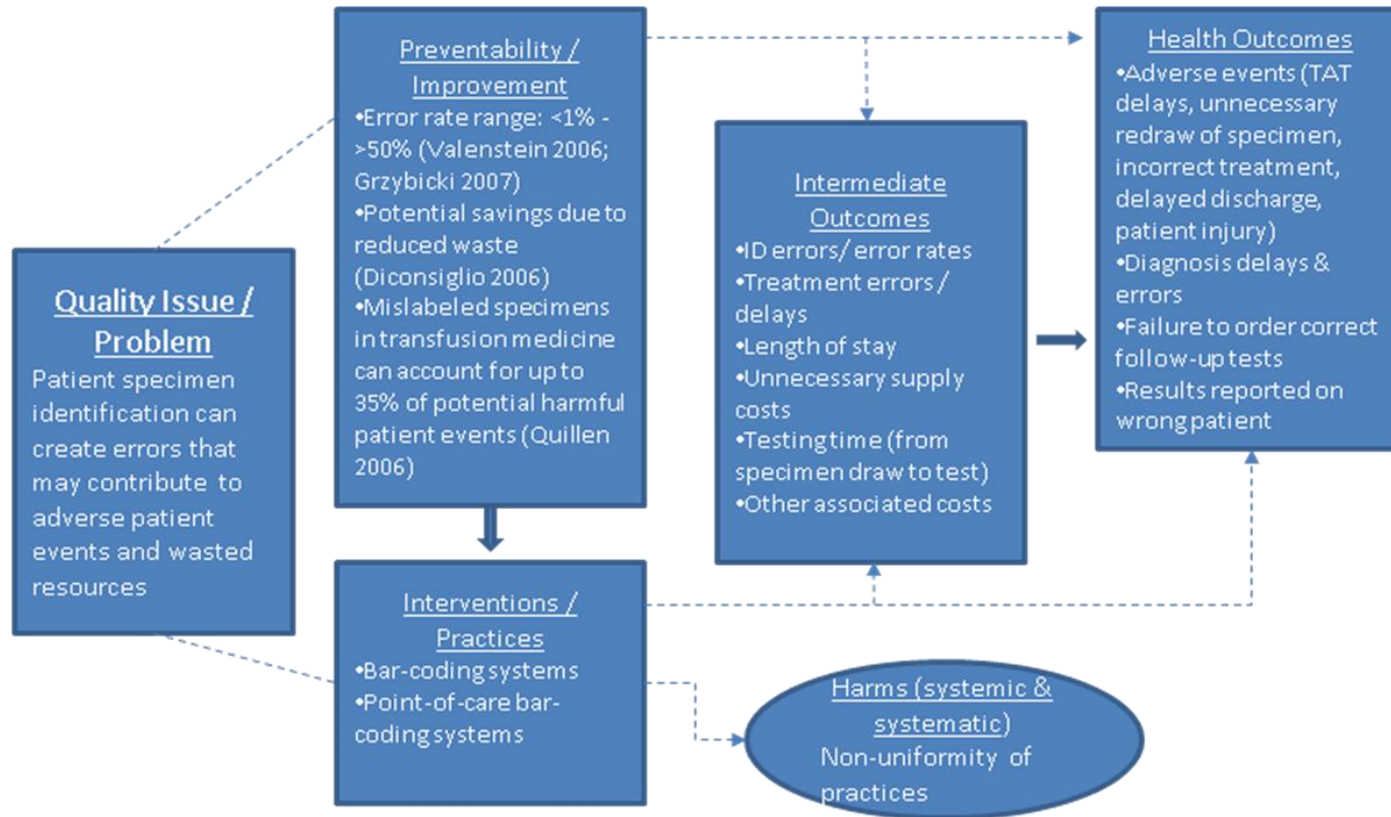 Quality Issue /
Problem
Patient specimen
identification can
create errors that
may contribute to
adverse patient
events and wasted
resources
Preventability /
Improvement
•Error rate range: <1% -
>50% (Valenstein 2006;
Grzybicki 2007)
•Potential savings due to
reduced waste
(Diconsiglio 2006)
•Mislabeled specimens
in transfusion medicine
can account for up to
35% of potential harmful
patient events (Quillen
2006)
Interventions /
Practices
•Bar-coding systems
•Point-of-care bar-
coding systems
Intermediate
Outcomes
•ID errors/ error rates
•Treatment errors /
delays
•Length of stay
•Unnecessary supply
costs
•Testing time (from
specimen draw to test)
•Other associated costs
Harms (systemic &
systematic)
Non-uniformity of
practices
Health Outcomes
•Adverse events (TAT
delays, unnecessary
redraw of specimen,
incorrect treatment,
delayed discharge,
patient injury)
•Diagnosis delays &
errors
•Failure to order correct
follow-up tests
•Results reported on
wrong patient